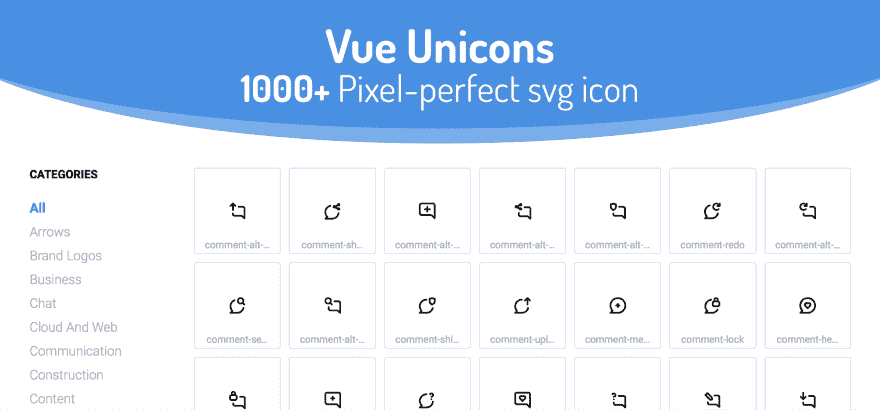 Vue Unicons
1000+ Pixel-perfect svg icon
CATEGORIES
All
Arrows
Brand Logos
Business
Chat
Cloud And Web
Communication
Construction
Content
comment-alt-... comment-sh... comment-alt-... comment-alt-... comment-alt-... comment-redo comment-alt-...
comment-se... comment-alt-... comment-shi... comment-upl... comment-me... comment-lock comment-he...